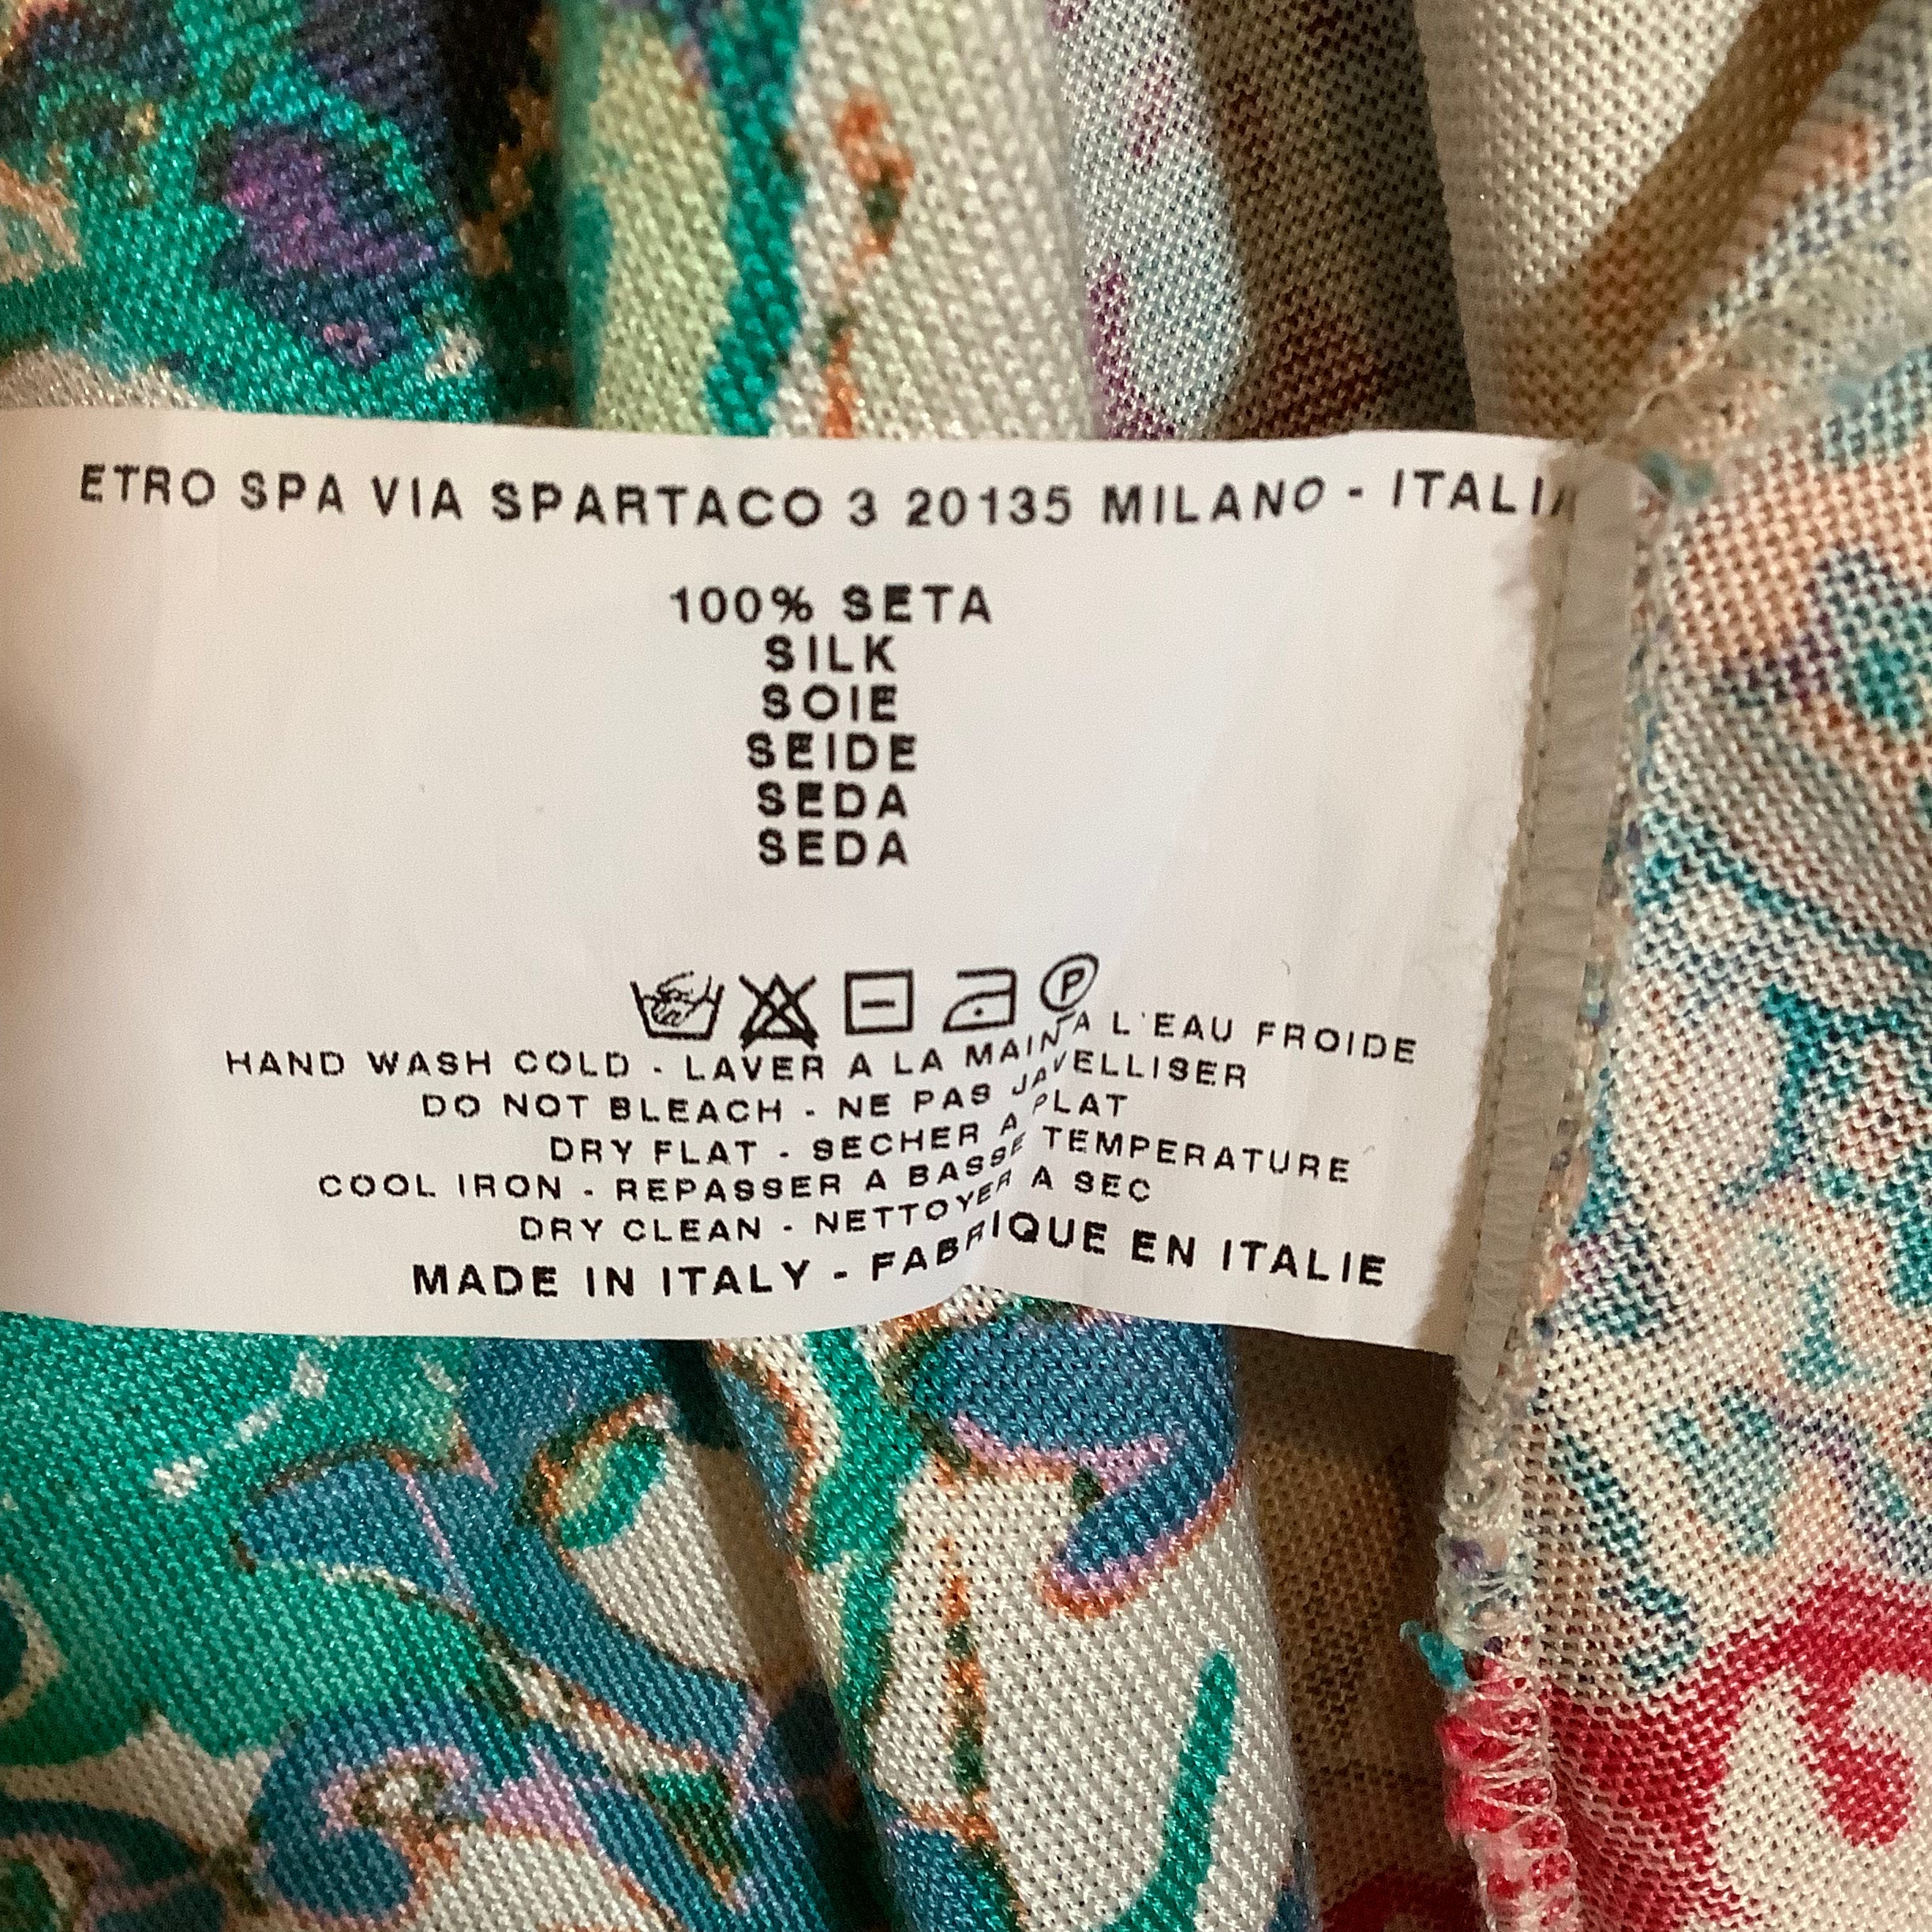 ETRO SPA VIA SPARTACO 3 20135 MILANO - ITALIA
100% SETA
SILK
SOIE
SEIDE
SEDA
SEDA
P
HAND WASH COLD - LAVER A LA MAIN A L'EAU FROIDE
DO NOT BLEACH - NE PAS JAVELLISER
DRY FLAT - SECHER A PLAT
COOL IRON - REPASSER A BASSE TEMPERATURE
DRY CLEAN - NETTOYER A SEC
MADE IN ITALY - FABRIQUE EN ITALIE